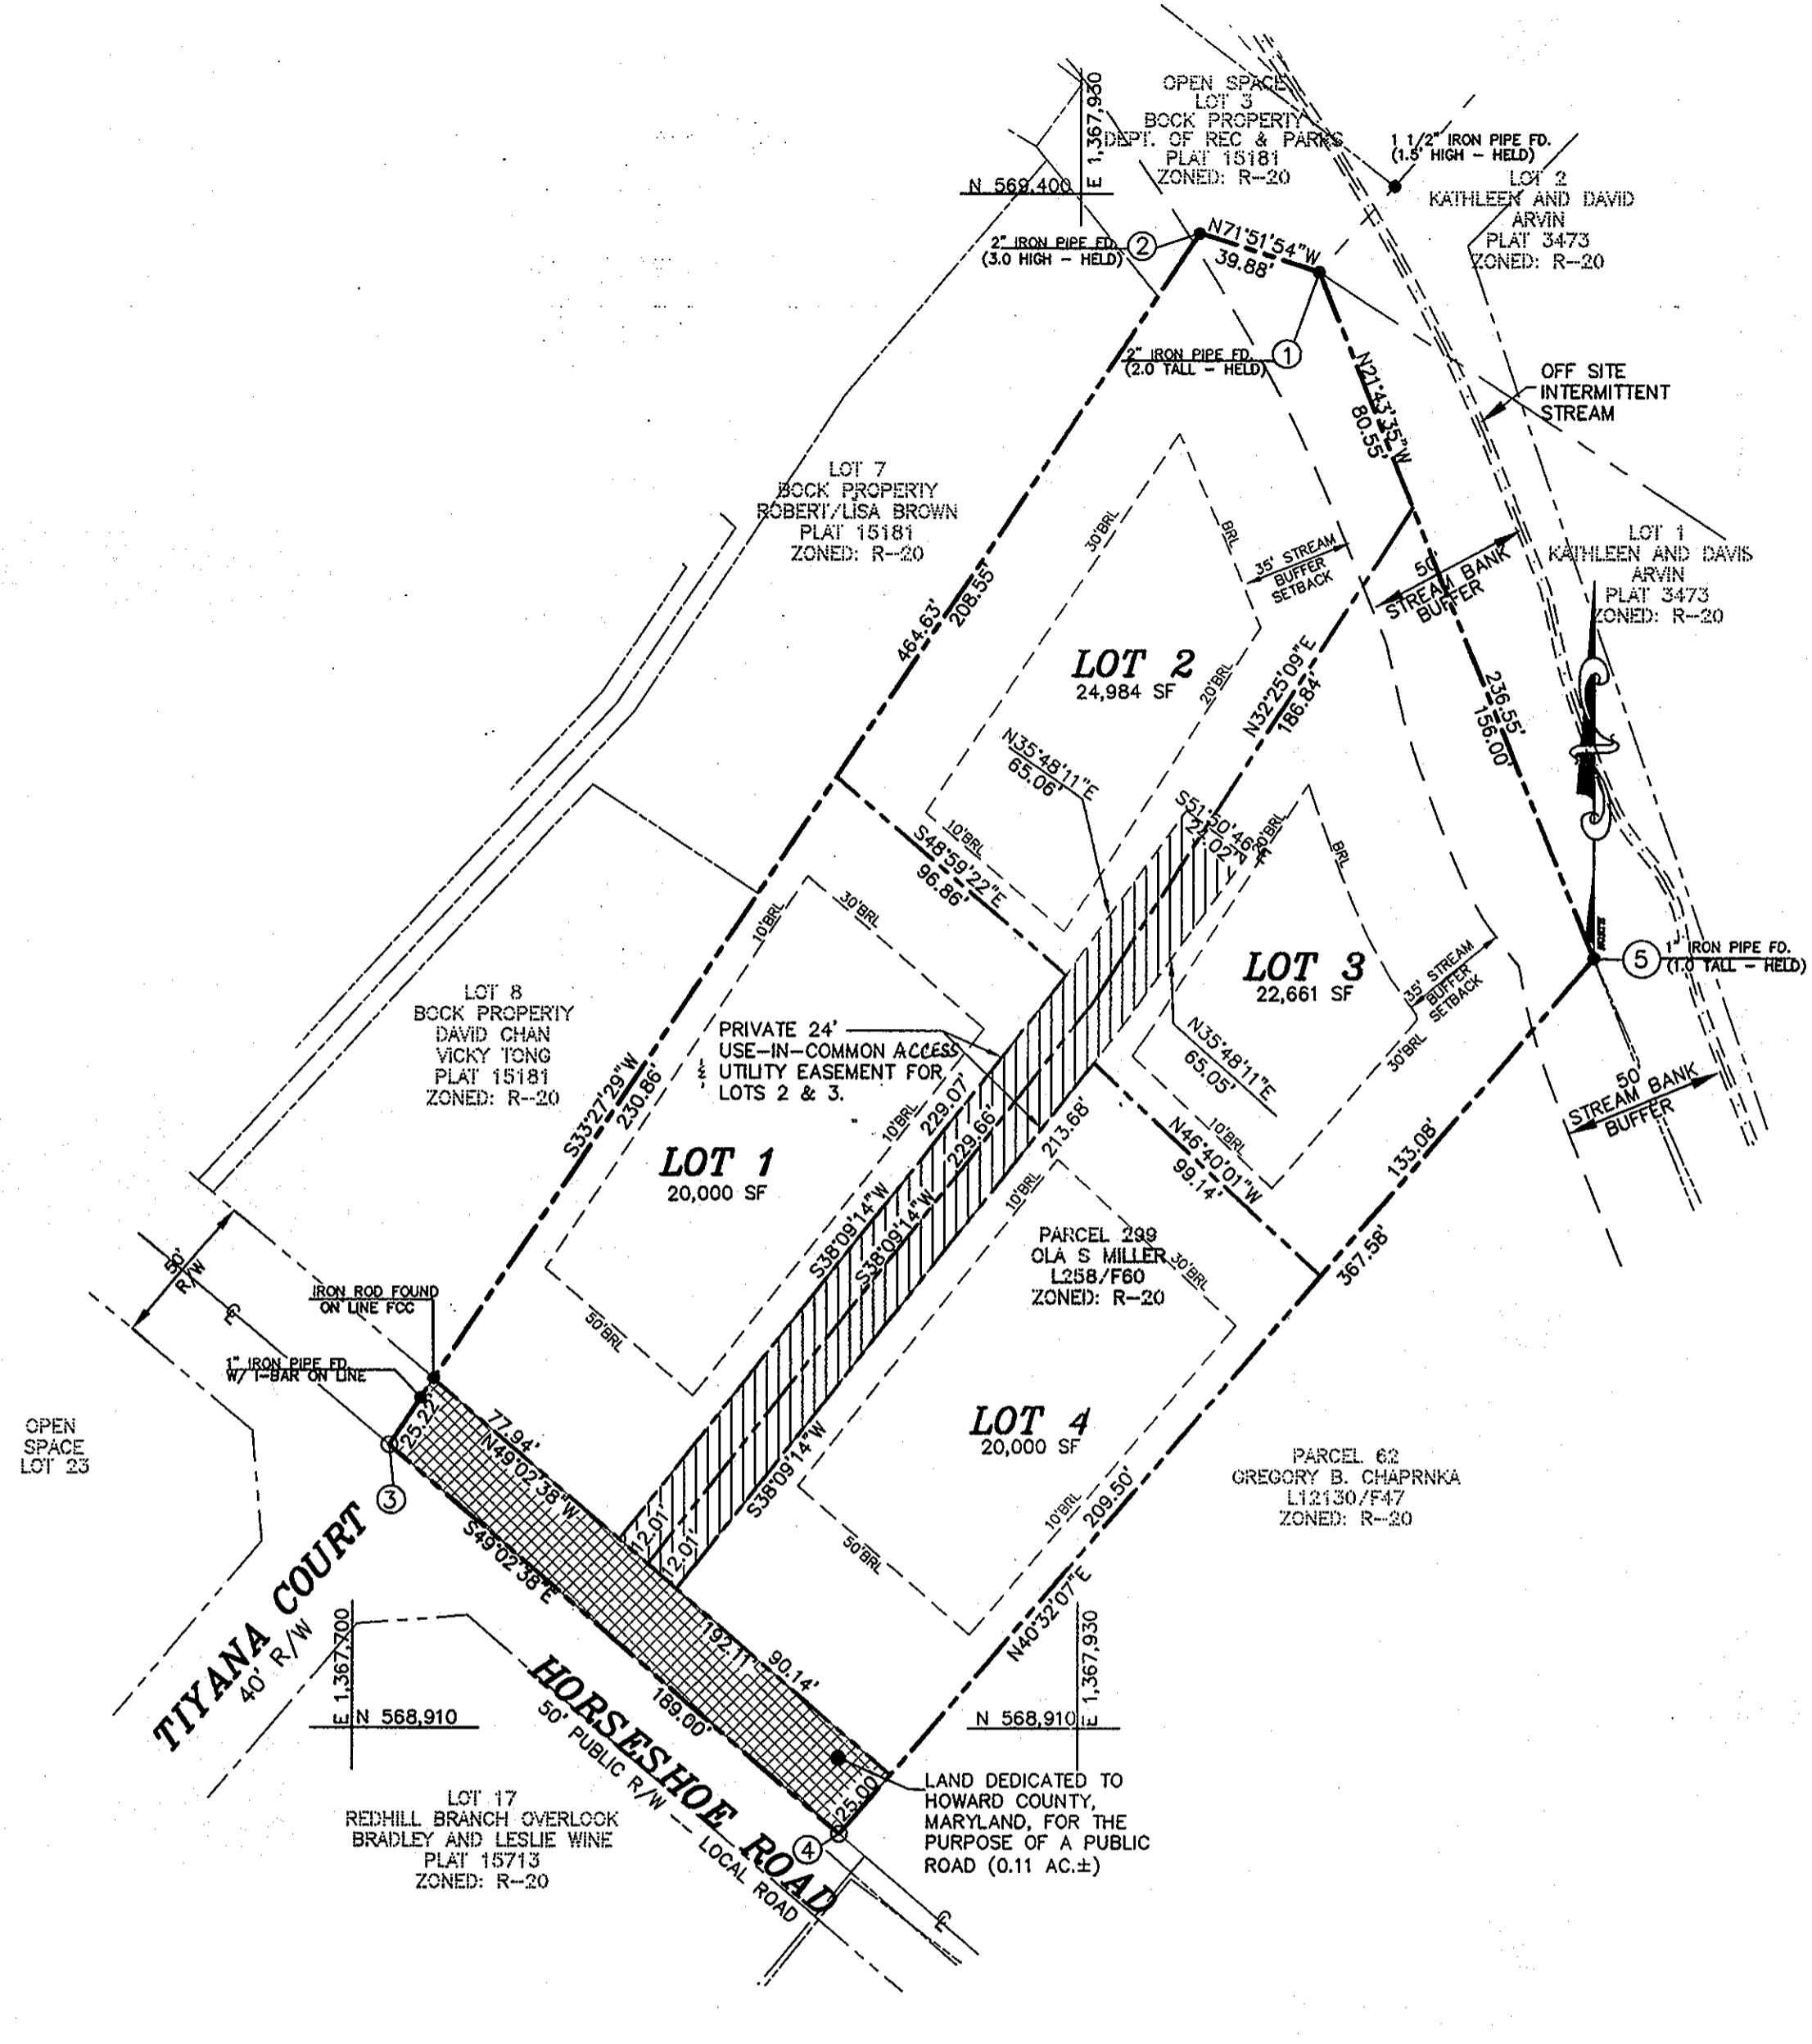 OPEN SPACE
LOT 3
BOCK PROPERTY
DEPT. OF REC & PARKS
PLAT 15181
ZONED: R-20
E 1,367,930
N 569,400
1 1/2" IRON PIPE FD.
(1.5' HIGH - HELD)
LOT 2
KATHLEEN AND DAVID
ARVIN
PLAT 3473
ZONED: R-20
2" IRON PIPE FD.
(3.0 HIGH - HELD)
2
N71°51'54"W
39.88'
2" IRON PIPE FD.
(2.0 TALL - HELD)
1
N21°43'35"W
80.55'
OFF SITE
INTERMITTENT
STREAM
LOT 7
BOCK PROPERTY
ROBERT/LISA BROWN
PLAT 15181
ZONED: R-20
30'BRL
BRL
35' STREAM
BUFFER
SETBACK
50'
STREAM BANK
BUFFER
LOT 1
KATHLEEN AND DAVIS
ARVIN
PLAT 3473
ZONED: R-20
464.63'
208.55'
LOT 2
24,984 SF
20'BRL
N32°25'09"E
186.84'
236.55'
156.00'
N35°48'11"E
65.06'
10'BRL
S48°59'22"E
96.86'
S51°50'46"E
24.02'
BRL
NORTH
5
1" IRON PIPE FD.
(1.0 TALL - HELD)
LOT 3
22,661 SF
35' STREAM
BUFFER
SETBACK
30'BRL
N35°48'11"E
65.05'
10'BRL
10'BRL
30'BRL
LOT 8
BOCK PROPERTY
DAVID CHAN
VICKY TONG
PLAT 15181
ZONED: R-20
PRIVATE 24'
USE-IN-COMMON ACCESS
& UTILITY EASEMENT FOR
LOTS 2 & 3.
S33°27'29"W
230.86'
10'BRL
229.07'
229.66'
213.68'
LOT 1
20,000 SF
S38°09'14"W
S38°09'14"W
10'BRL
N46°40'01"W
99.14'
133.08'
367.58'
50'
STREAM BANK
BUFFER
PARCEL 299
OLA S MILLER
L258/F60
ZONED: R-20
30'BRL
50'
R/W
IRON ROD FOUND
ON LINE FCC
50'BRL
1" IRON PIPE FD.
W/ T-BAR ON LINE
25.22'
77.94'
N49°02'38"W
OPEN
SPACE
LOT 23
3
S49°02'38"E
12.01'
12.01'
S38°09'14"W
LOT 4
20,000 SF
50'BRL
10'BRL
209.50'
N40°32'07"E
PARCEL 62
GREGORY B. CHAPRNKA
L12130/F47
ZONED: R-20
TIYANA COURT
40' R/W
E 1,367,700
N 568,910
192.11'
90.14'
189.00'
HORSESHOE ROAD
50' PUBLIC R/W - LOCAL ROAD
E 1,367,930
N 568,910
25.00'
4
LAND DEDICATED TO
HOWARD COUNTY,
MARYLAND, FOR THE
PURPOSE OF A PUBLIC
ROAD (0.11 AC.±)
LOT 17
REDHILL BRANCH OVERLOOK
BRADLEY AND LESLIE WINE
PLAT 15713
ZONED: R-20